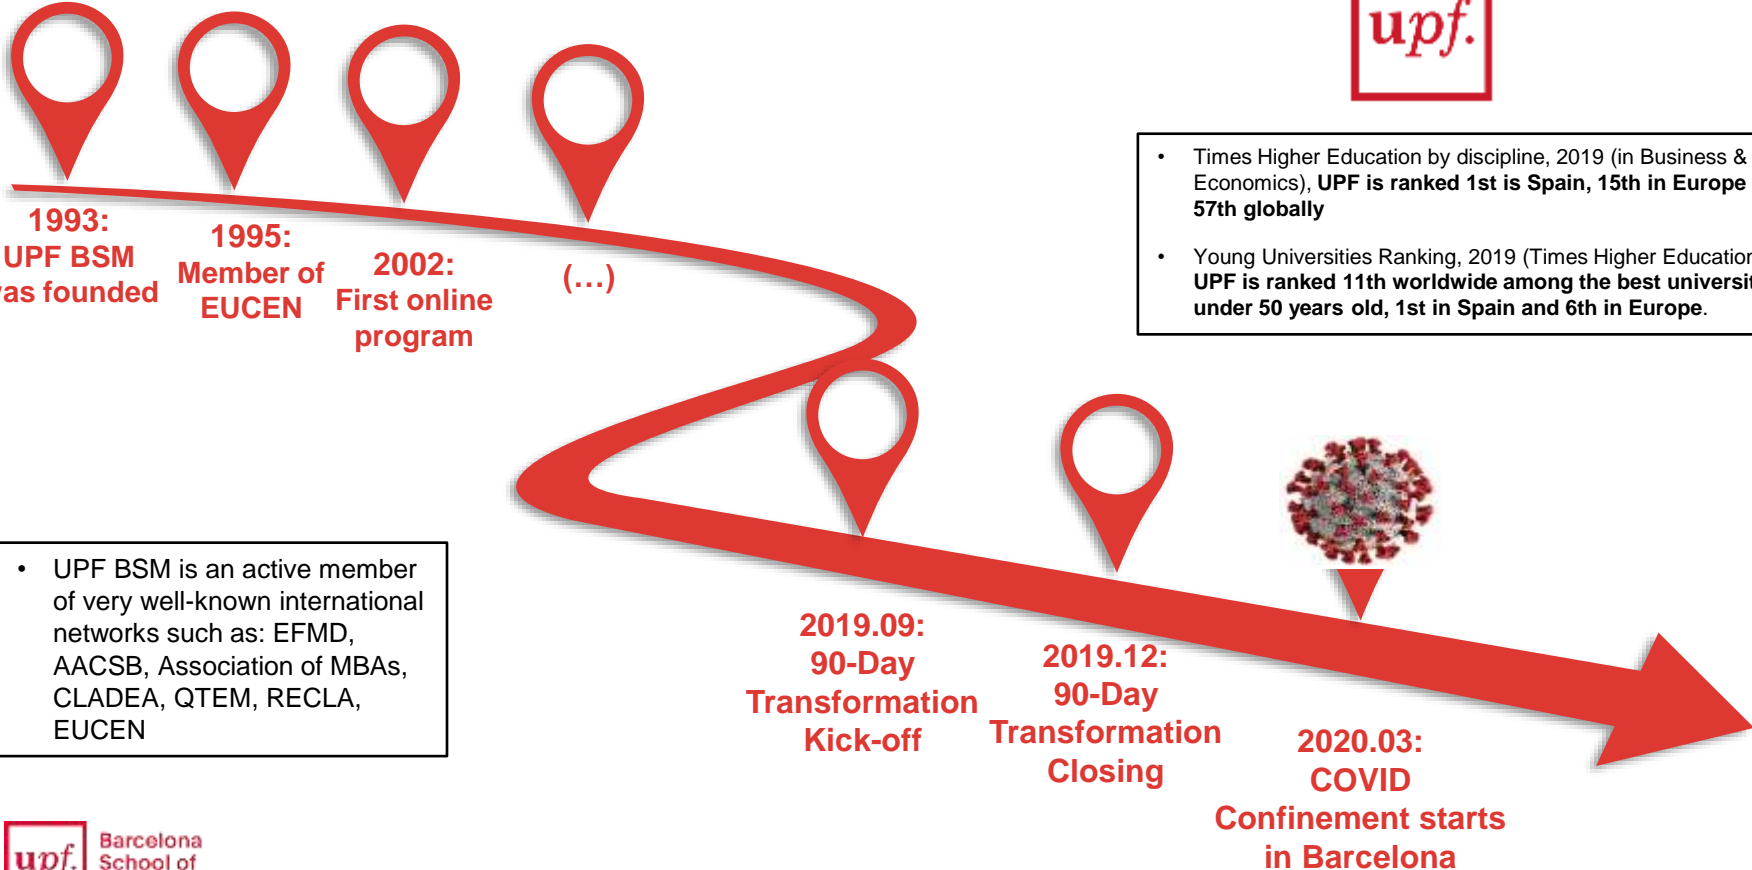 upf.
• Times Higher Education by discipline, 2019 (in Business &
Economics), UPF is ranked 1st is Spain, 15th in Europe
57th globally
• Young Universities Ranking, 2019 (Times Higher Education
UPF is ranked 11th worldwide among the best universit
under 50 years old, 1st in Spain and 6th in Europe.
1993:
UPF BSM
was founded
1995:
Member of
EUCEN
2002:
First online
program
(...)
• UPF BSM is an active member
of very well-known international
networks such as: EFMD,
AACSB, Association of MBAs,
CLADEA, QTEM, RECLA,
EUCEN
2019.09:
90-Day
Transformation
Kick-off
2019.12:
90-Day
Transformation
Closing
2020.03:
COVID
Confinement starts
in Barcelona
upf.
Barcelona
School of